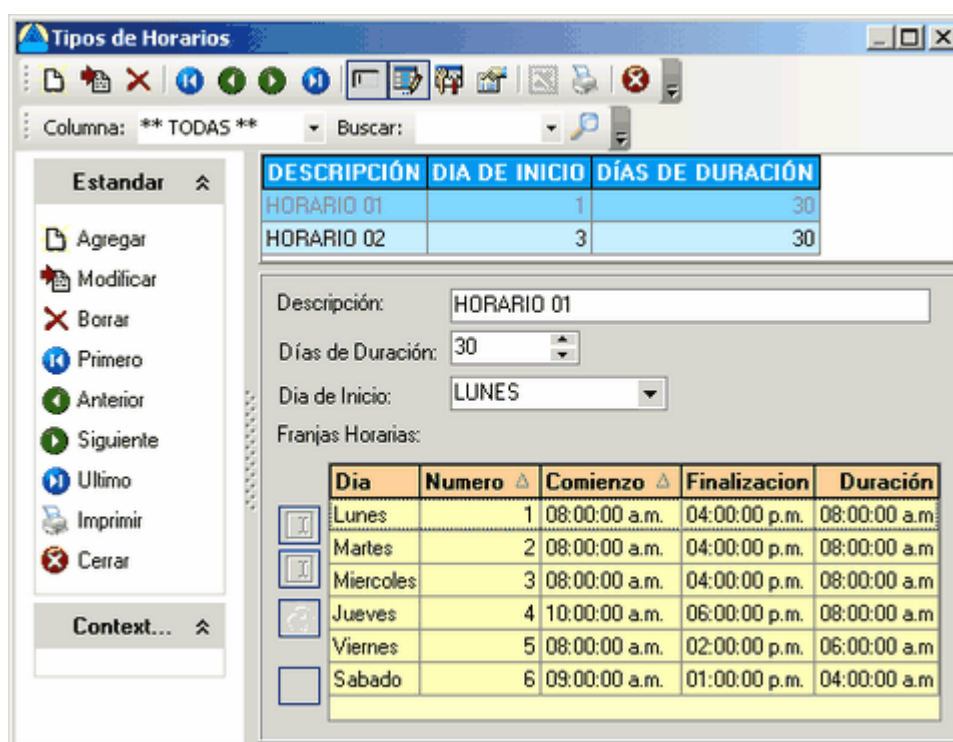 Tipos de Horarios
Columna: ** TODAS ** Buscar:
Estandar
Agregar
Modificar
Borrar
Primero
Anterior
Siguiente
Ultimo
Imprimir
Cerrar
Context...
DESCRIPCIÓN DIA DE INICIO DÍAS DE DURACIÓN
HORARIO 01 1 30
HORARIO 02 3 30
Descripción: HORARIO 01
Días de Duración: 30
Dia de Inicio: LUNES
Franjas Horarias:
Dia Numero Comienzo Finalizacion Duración
Lunes 1 08:00:00 a.m. 04:00:00 p.m. 08:00:00 a.m
Martes 2 08:00:00 a.m. 04:00:00 p.m. 08:00:00 a.m
Miercoles 3 08:00:00 a.m. 04:00:00 p.m. 08:00:00 a.m
Jueves 4 10:00:00 a.m. 06:00:00 p.m. 08:00:00 a.m
Viernes 5 08:00:00 a.m. 02:00:00 p.m. 06:00:00 a.m
Sabado 6 09:00:00 a.m. 01:00:00 p.m. 04:00:00 a.m